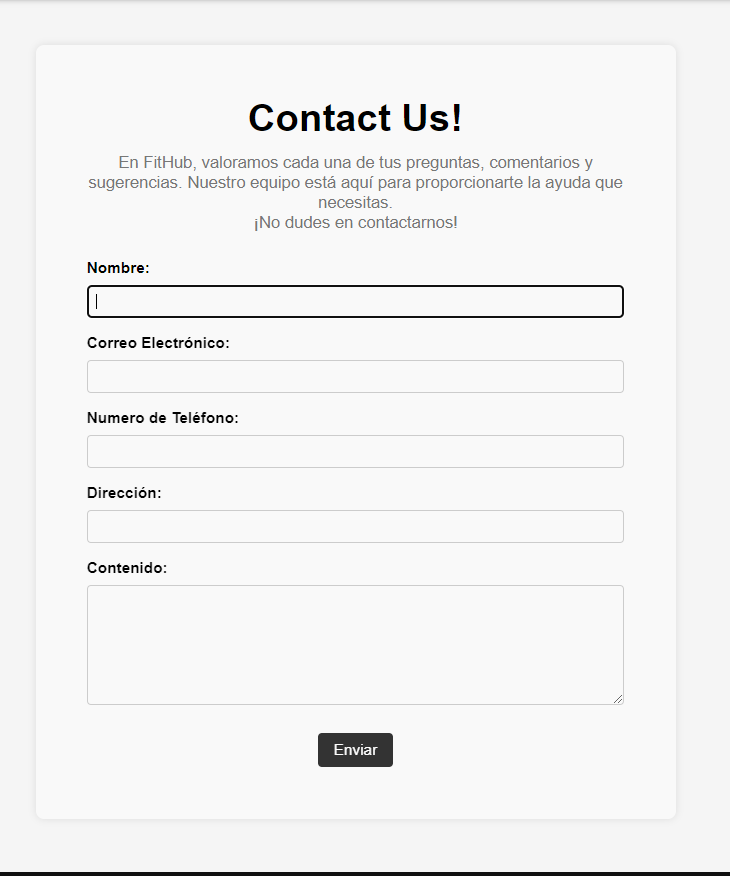 Contact Us!
En FitHub, valoramos cada una de tus preguntas, comentarios y
sugerencias. Nuestro equipo está aquí para proporcionarte la ayuda que
necesitas.
¡No dudes en contactarnos!
Nombre:
Correo Electrónico:
Numero de Teléfono:
Dirección:
Contenido:
Enviar